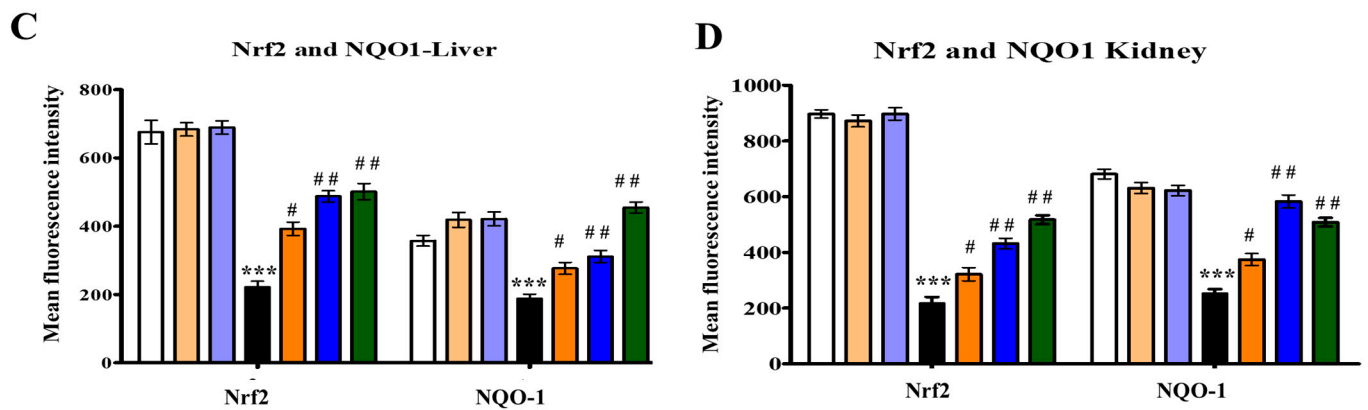 C
Nrf2 and NQO1-Liver
Mean fluorescence intensity
800
600
400
200
0
***
#
# #
# #
***
#
# #
# #
Nrf2
NQO-1
D
Nrf2 and NQO1 Kidney
Mean fluorescence intensity
1000
800
600
400
200
0
***
#
# #
# #
***
#
# #
# #
Nrf2
NQO-1